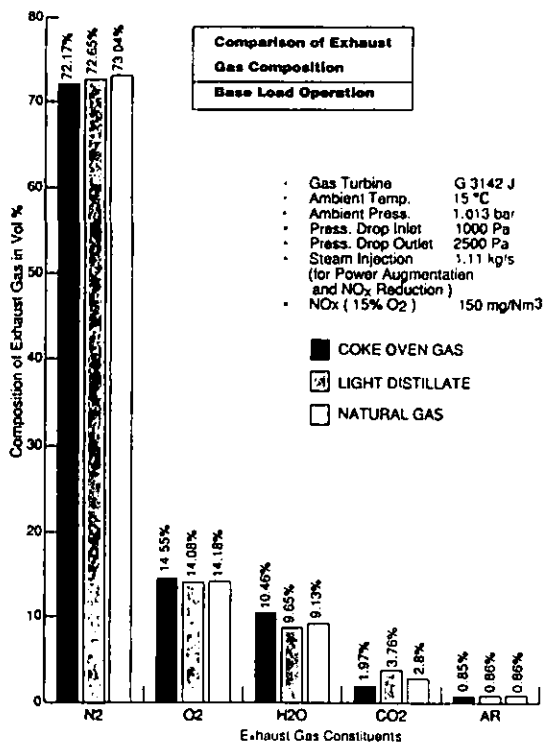 Comparison of Exhaust
Gas Composition
Base Load Operation
Composition of Exhaust Gas in Vol %
80
70
60
50
40
30
20
10
0
72.17%
72.65%
73.04%
14.55%
14.08%
14.18%
10.46%
9.65%
9.13%
1.97%
3.76%
2.8%
0.85%
0.86%
0.86%
· Gas Turbine G 3142 J
· Ambient Temp. 15 °C
· Ambient Press. 1.013 bar
· Press. Drop Inlet 1000 Pa
· Press. Drop Outlet 2500 Pa
· Steam Injection 1.11 kg/s
(for Power Augmentation
and NOX Reduction )
· NOx ( 15% O2 ) 150 mg/Nm3
COKE OVEN GAS
LIGHT DISTILLATE
NATURAL GAS
N2 O2 H2O CO2 AR
Exhaust Gas Constituents